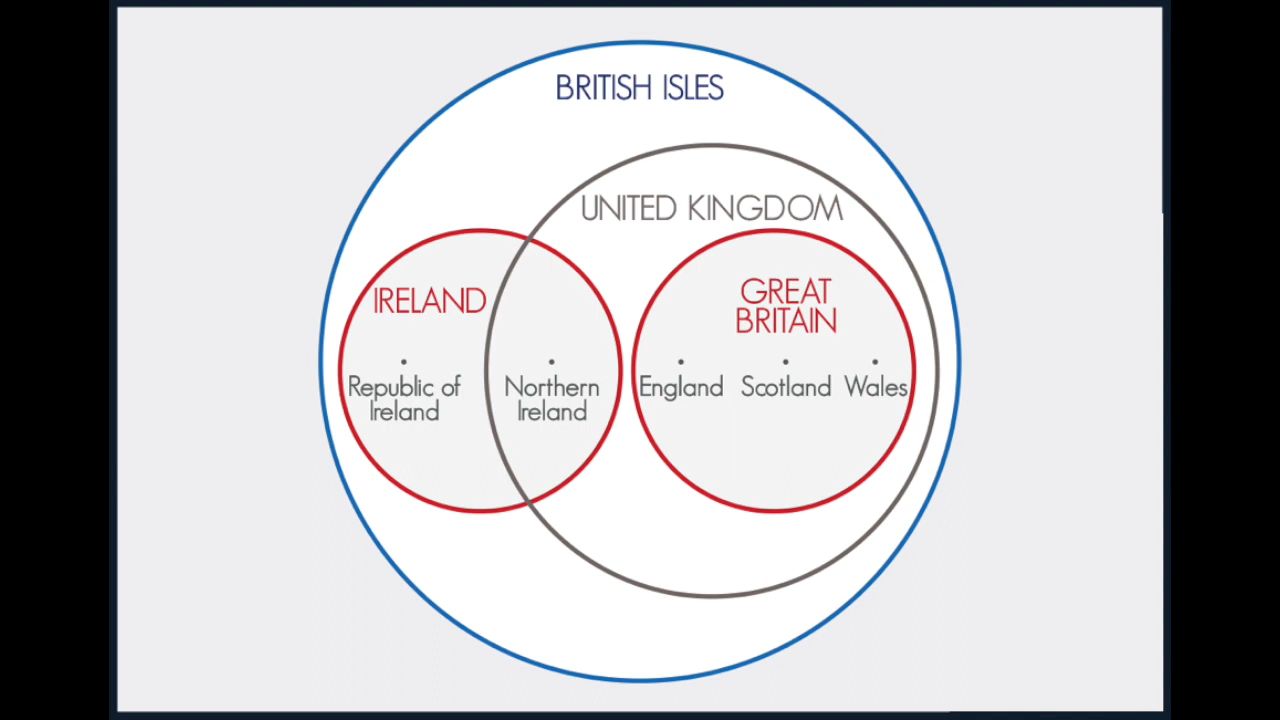 BRITISH ISLES
UNITED KINGDOM
IRELAND
GREAT
BRITAIN
Republic of
Ireland
Northern
Ireland
England
Scotland
Wales